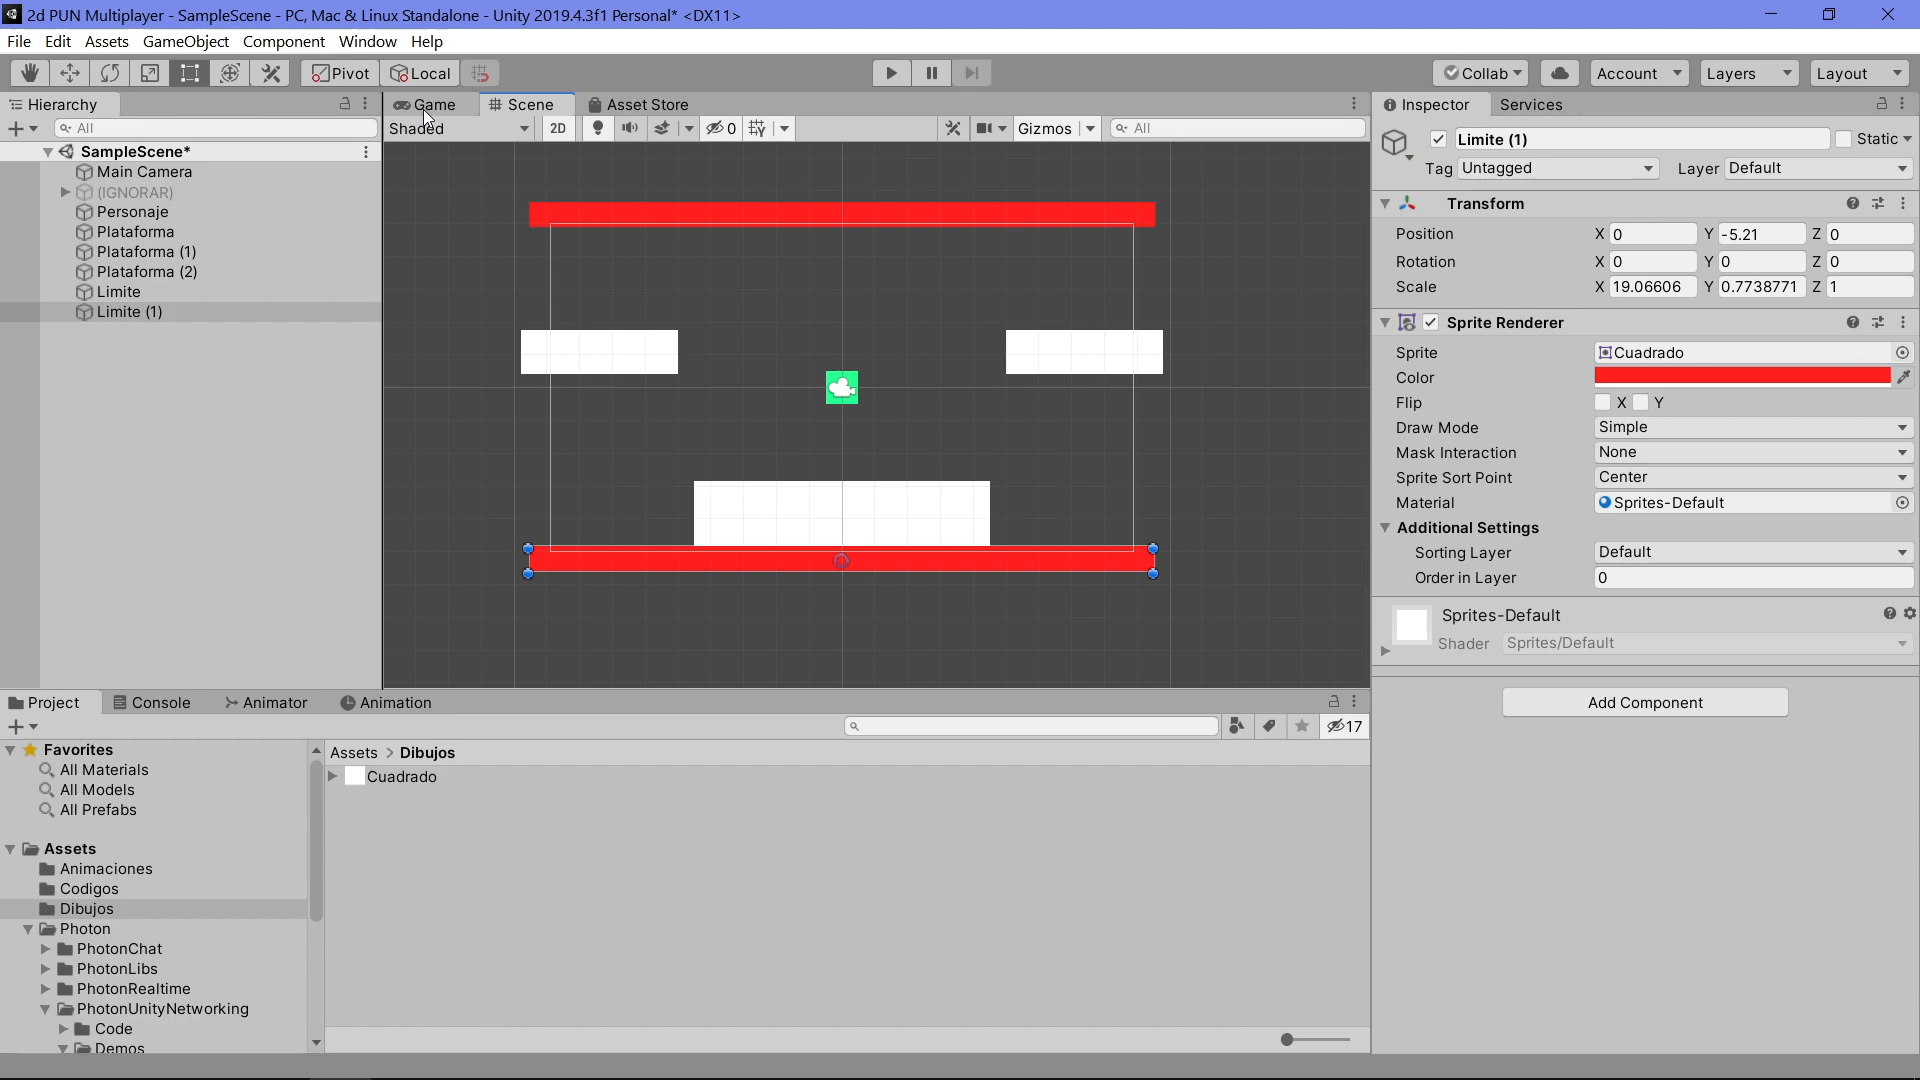 2d PUN Multiplayer - SampleScene - PC, Mac & Linux Standalone - Unity 2019.4.3f1 Personal* <DX11>
File Edit Assets GameObject Component Window Help
Pivot Local Collab Account Layers Layout
Hierarchy
All
SampleScene*
Main Camera
(IGNORAR)
Personaje
Plataforma
Plataforma (1)
Plataforma (2)
Limite
Limite (1)
Game Scene Asset Store
Shaded 2D 0 Gizmos All
Inspector Services
Limite (1) Static
Tag Untagged Layer Default
Transform
Position X 0 Y -5.21 Z 0
Rotation X 0 Y 0 Z 0
Scale X 19.06606 Y 0.7738771 Z 1
Sprite Renderer
Sprite Cuadrado
Color
Flip X Y
Draw Mode Simple
Mask Interaction None
Sprite Sort Point Center
Material Sprites-Default
Additional Settings
Sorting Layer Default
Order in Layer 0
Sprites-Default
Shader Sprites/Default
Add Component
Project Console Animator Animation
17
Favorites
All Materials
All Models
All Prefabs
Assets
Animaciones
Codigos
Dibujos
Photon
PhotonChat
PhotonLibs
PhotonRealtime
PhotonUnityNetworking
Code
Demos
Assets > Dibujos
Cuadrado